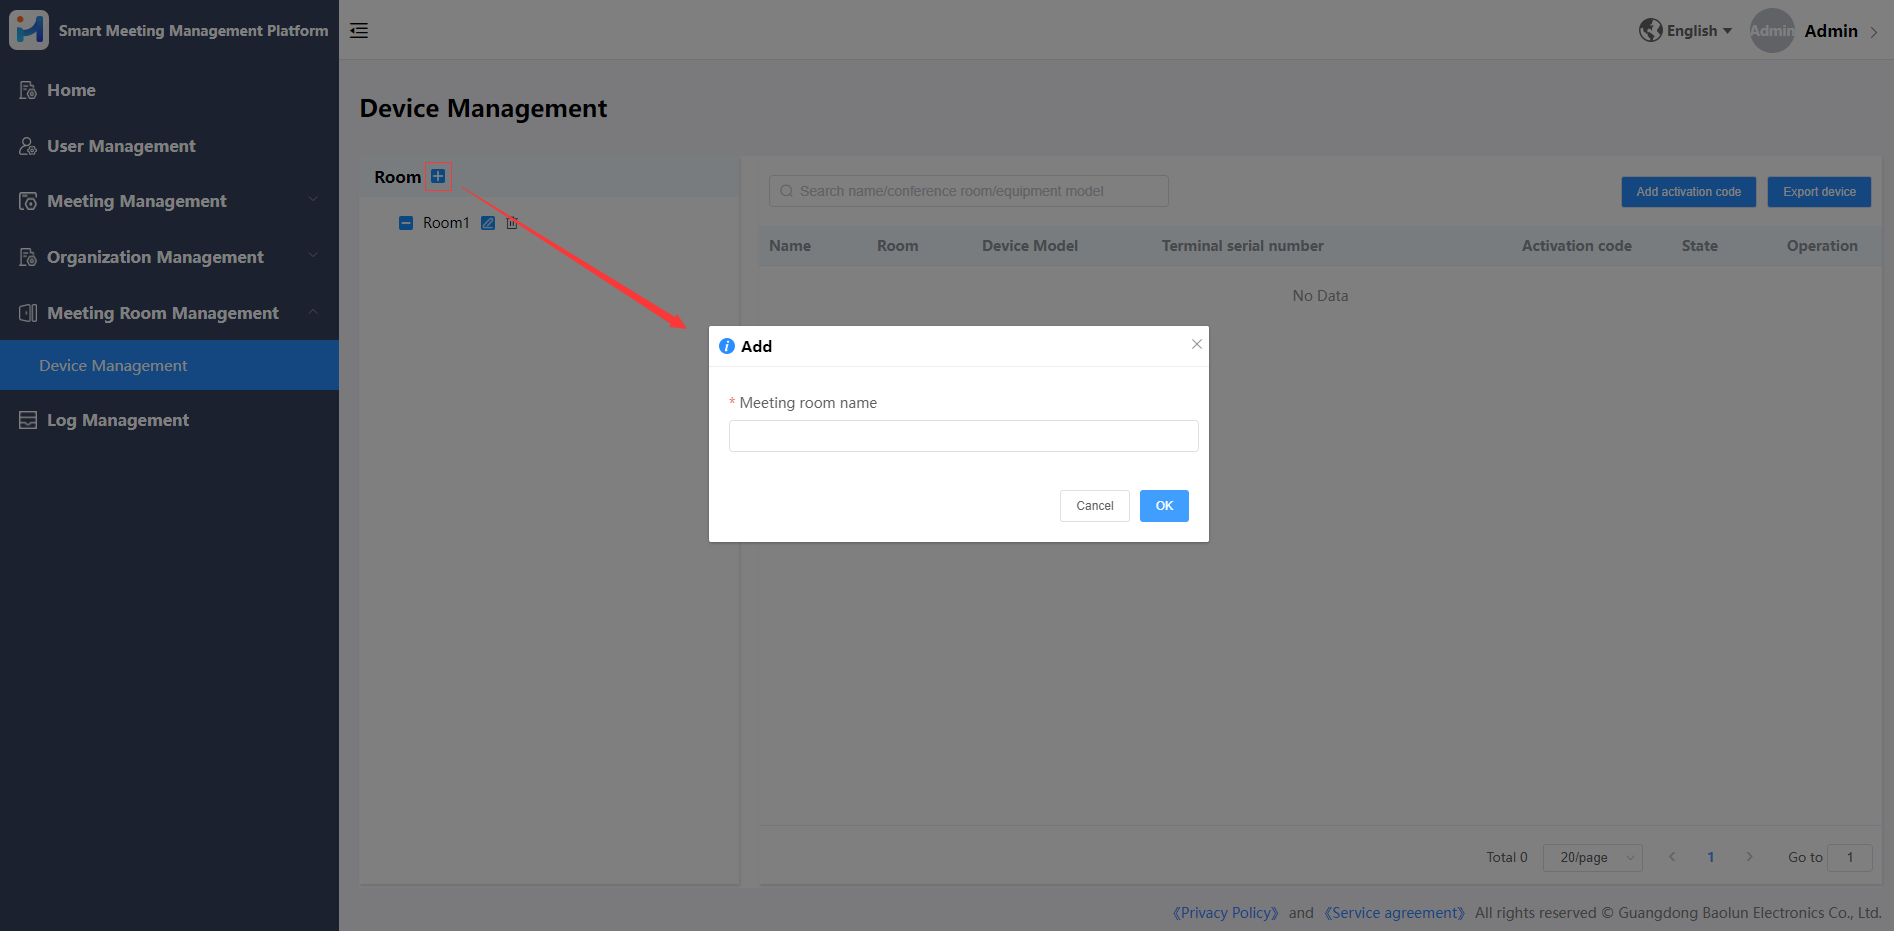 Smart Meeting Management Platform
English
Admin
Admin
Home
User Management
Meeting Management
Organization Management
Meeting Room Management
Device Management
Log Management
Device Management
Room
Room1
Search name/conference room/equipment model
Add activation code
Export device
Name Room Device Model Terminal serial number Activation code State Operation
No Data
Add
* Meeting room name
Cancel
OK
Total 0 20/page 1 Go to 1
《Privacy Policy》 and 《Service agreement》 All rights reserved © Guangdong Baolun Electronics Co., Ltd.